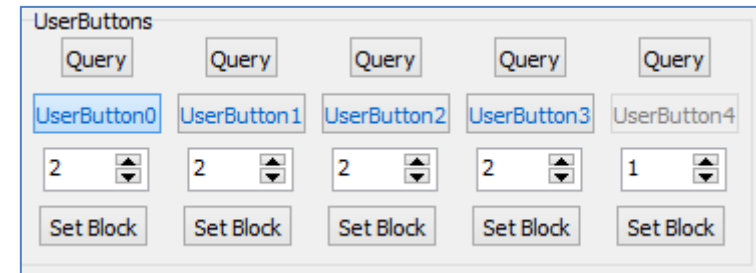 UserButtons
Query Query Query Query Query
UserButton0 UserButton1 UserButton2 UserButton3 UserButton4
2 2 2 2 1
Set Block Set Block Set Block Set Block Set Block